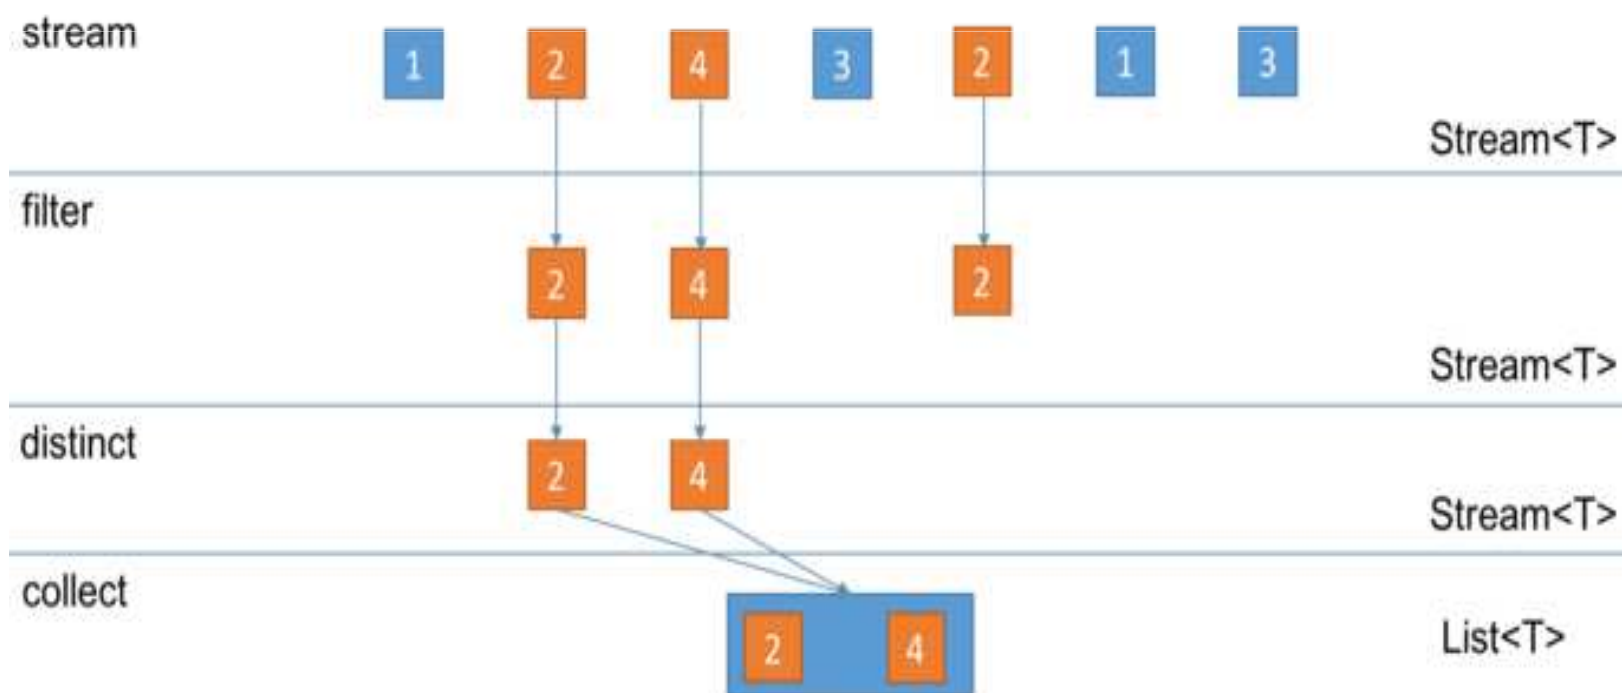 stream
1 2 4 3 2 1 3
Stream<T>
filter
2 4 2
Stream<T>
distinct
2 4
Stream<T>
collect
2 4
List<T>